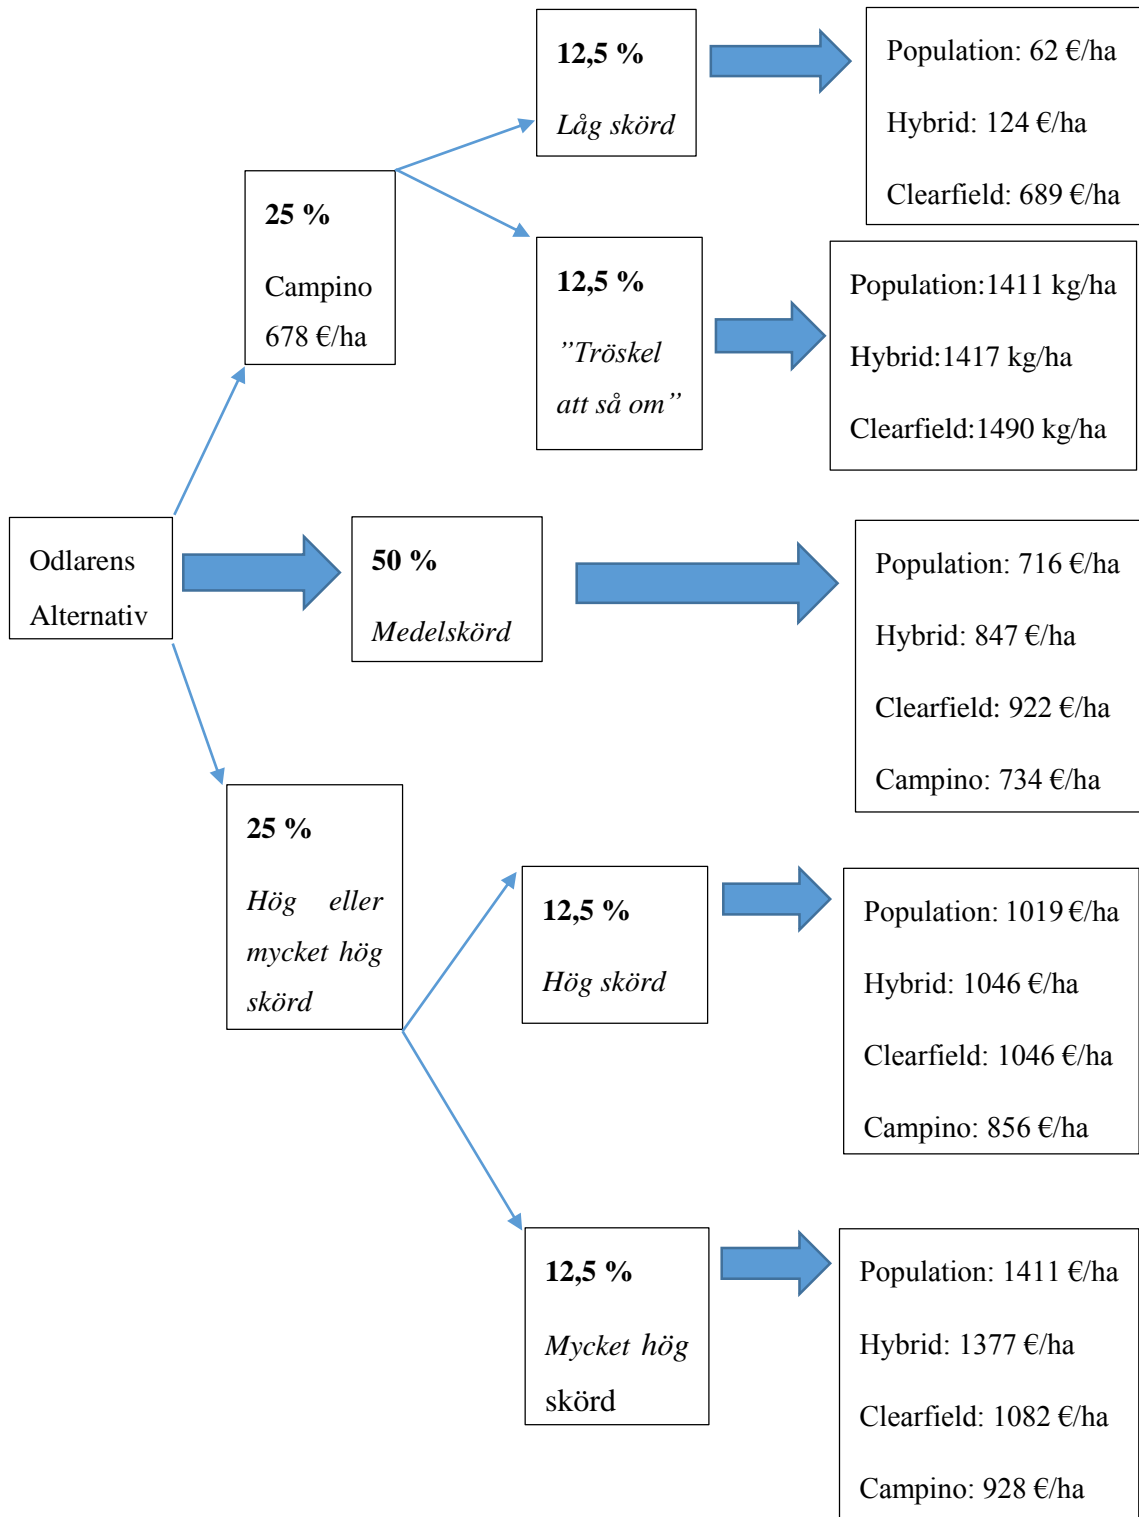 12,5 %
Låg skörd
Population: 62 €/ha
Hybrid: 124 €/ha
Clearfield: 689 €/ha
25 %
Campino
678 €/ha
12,5 %
”Tröskel
att så om”
Population:1411 kg/ha
Hybrid:1417 kg/ha
Clearfield:1490 kg/ha
Odlarens
Alternativ
50 %
Medelskörd
Population: 716 €/ha
Hybrid: 847 €/ha
Clearfield: 922 €/ha
Campino: 734 €/ha
25 %
Hög eller
mycket hög
skörd
12,5 %
Hög skörd
Population: 1019 €/ha
Hybrid: 1046 €/ha
Clearfield: 1046 €/ha
Campino: 856 €/ha
12,5 %
Mycket hög
skörd
Population: 1411 €/ha
Hybrid: 1377 €/ha
Clearfield: 1082 €/ha
Campino: 928 €/ha